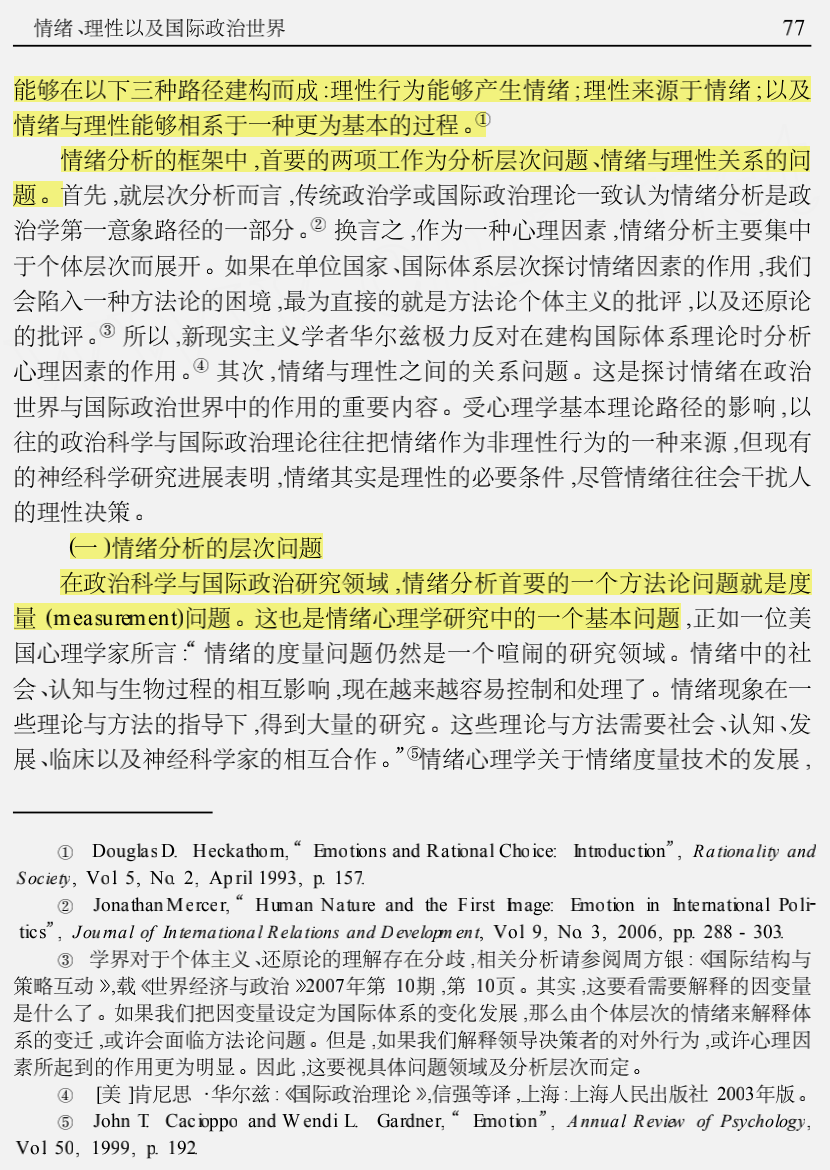 情绪、理性以及国际政治世界 77
能够在以下三种路径建构而成:理性行为能够产生情绪;理性来源于情绪;以及
情绪与理性能够相系于一种更为基本的过程。①
情绪分析的框架中,首要的两项工作为分析层次问题、情绪与理性关系的问
题。首先,就层次分析而言,传统政治学或国际政治理论一致认为情绪分析是政
治学第一意象路径的一部分。② 换言之,作为一种心理因素,情绪分析主要集中
于个体层次而展开。如果在单位国家、国际体系层次探讨情绪因素的作用,我们
会陷入一种方法论的困境,最为直接的就是方法论个体主义的批评,以及还原论
的批评。③ 所以,新现实主义学者华尔兹极力反对在建构国际体系理论时分析
心理因素的作用。④ 其次,情绪与理性之间的关系问题。这是探讨情绪在政治
世界与国际政治世界中的作用的重要内容。受心理学基本理论路径的影响,以
往的政治科学与国际政治理论往往把情绪作为非理性行为的一种来源,但现有
的神经科学研究进展表明,情绪其实是理性的必要条件,尽管情绪往往会干扰人
的理性决策。
(一)情绪分析的层次问题
在政治科学与国际政治研究领域,情绪分析首要的一个方法论问题就是度
量 (measurement)问题。这也是情绪心理学研究中的一个基本问题,正如一位美
国心理学家所言:“情绪的度量问题仍然是一个喧闹的研究领域。情绪中的社
会、认知与生物过程的相互影响,现在越来越容易控制和处理了。情绪现象在一
些理论与方法的指导下,得到大量的研究。这些理论与方法需要社会、认知、发
展、临床以及神经科学家的相互合作。”⑤情绪心理学关于情绪度量技术的发展,
① Douglas D. Heckathorn, “Emotions and Rational Choice: Introduction”, Rationality and
Society, Vol 5, No. 2, April 1993, p. 157.
② Jonathan Mercer, “Human Nature and the First Image: Emotion in International Poli-
tics”, Journal of International Relations and Development, Vol 9, No. 3, 2006, pp. 288 - 303.
③ 学界对于个体主义、还原论的理解存在分歧,相关分析请参阅周方银:《国际结构与
策略互动》,载《世界经济与政治》2007年第 10期,第 10页。其实,这要看需要解释的因变量
是什么了。如果我们把因变量设定为国际体系的变化发展,那么由个体层次的情绪来解释体
系的变迁,或许会面临方法论问题。但是,如果我们解释领导决策者的对外行为,或许心理因
素所起到的作用更为明显。因此,这要视具体问题领域及分析层次而定。
④ [美]肯尼思·华尔兹:《国际政治理论》,信强等译,上海:上海人民出版社 2003年版。
⑤ John T. Cacioppo and Wendi L. Gardner, “Emotion”, Annual Review of Psychology,
Vol 50, 1999, p. 192.